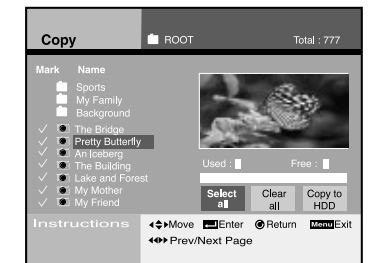 Copy
ROOT
Total : 777
Mark Name
Sports
My Family
Background
The Bridge
Pretty Butterfly
An Iceberg
The Building
Lake and Forest
My Mother
My Friend
Used :
Free :
Select all
Clear all
Copy to HDD
Instructions
Move Enter Return Menu Exit
Prev/Next Page